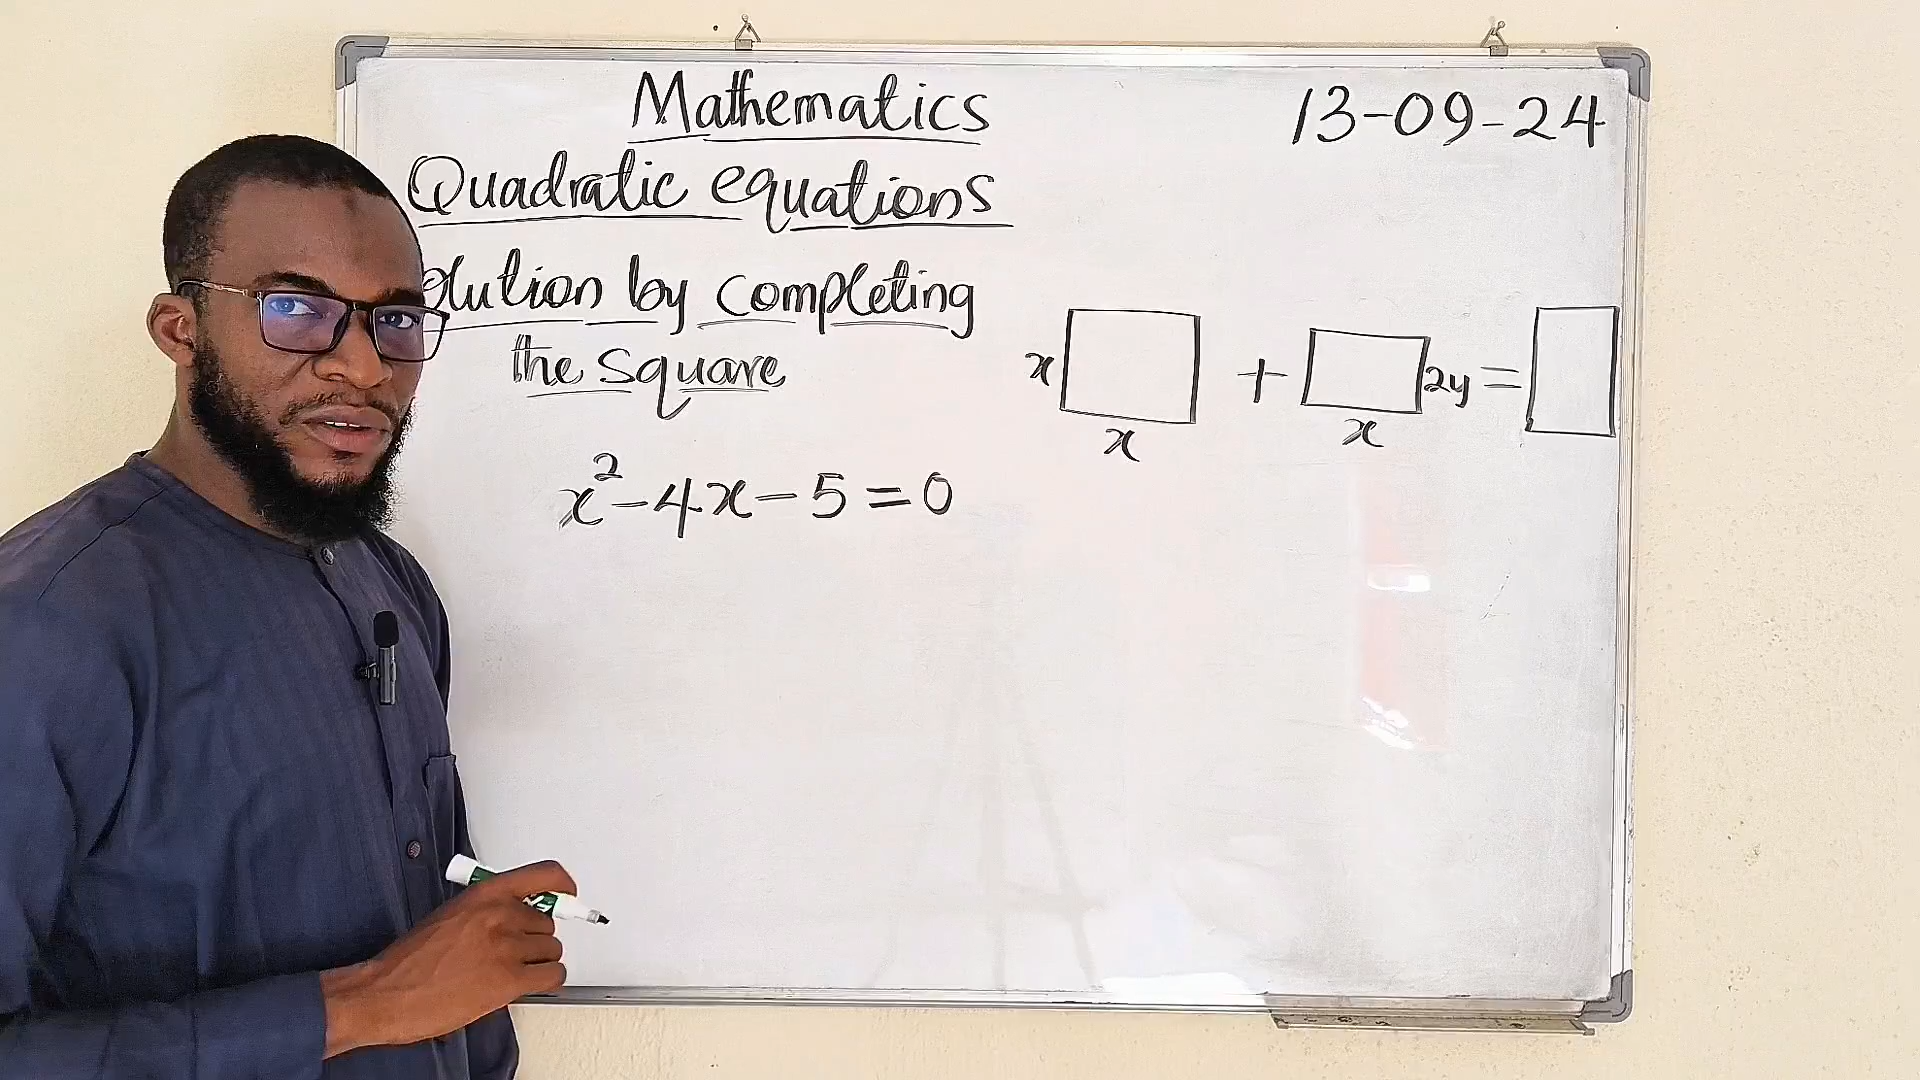 Mathematics
13-09-24
Quadratic equations
olution by completing
the square
x² - 4x - 5 = 0
x
x
+
x
2y =